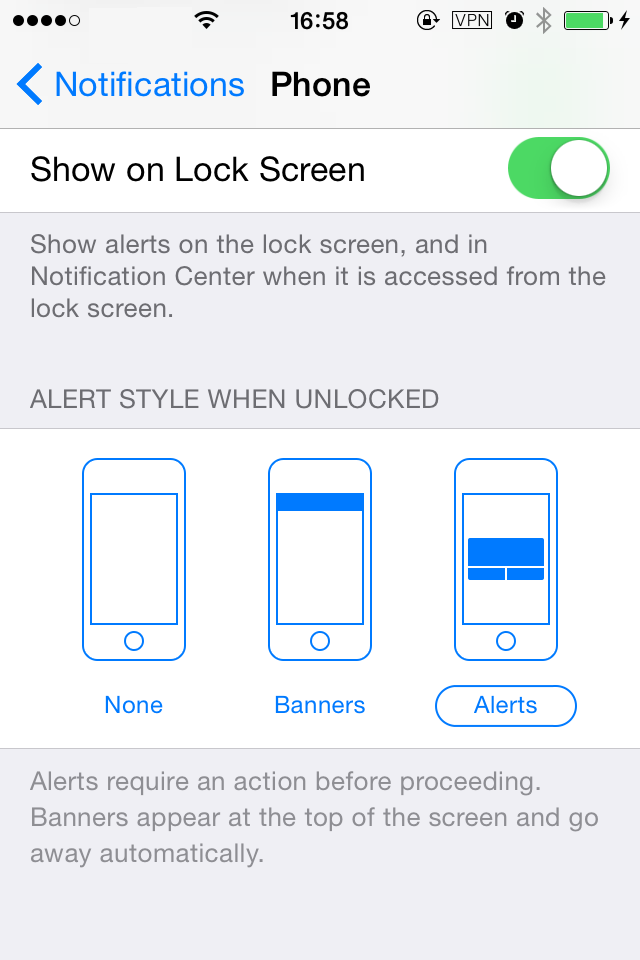 16:58 VPN
Notifications Phone
Show on Lock Screen
Show alerts on the lock screen, and in
Notification Center when it is accessed from the
lock screen.
ALERT STYLE WHEN UNLOCKED
None Banners Alerts
Alerts require an action before proceeding.
Banners appear at the top of the screen and go
away automatically.